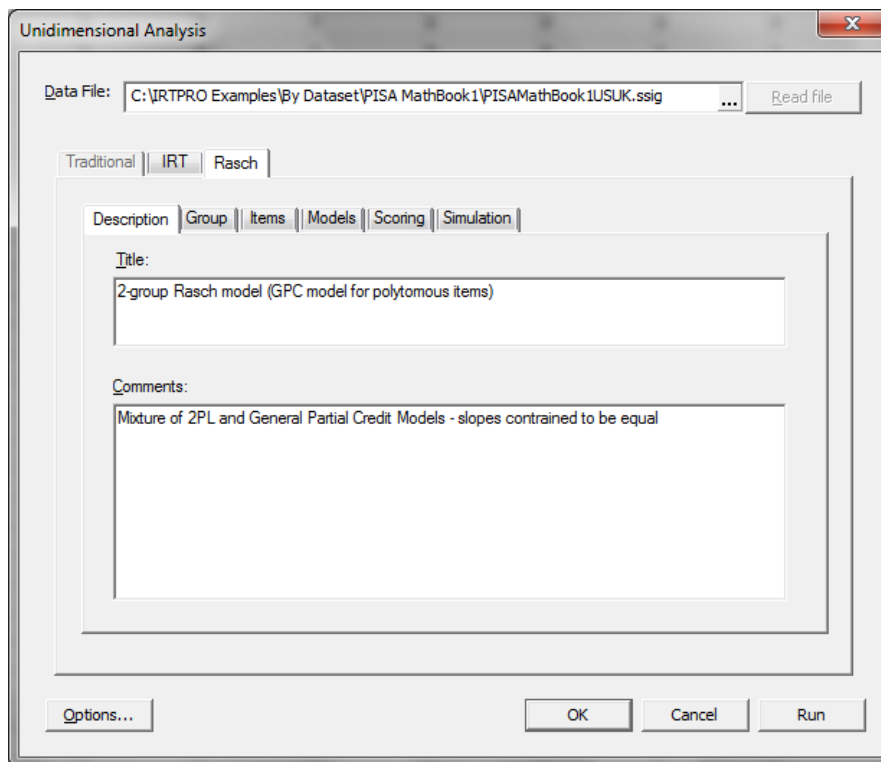 Unidimensional Analysis
Data File: C:\IRTPRO Examples\By Dataset\PISA MathBook1\PISAMathBook1USUK.ssig ... Read file
Traditional IRT Rasch
Description Group Items Models Scoring Simulation
Title:
2-group Rasch model (GPC model for polytomous items)
Comments:
Mixture of 2PL and General Partial Credit Models - slopes contrained to be equal
Options... OK Cancel Run